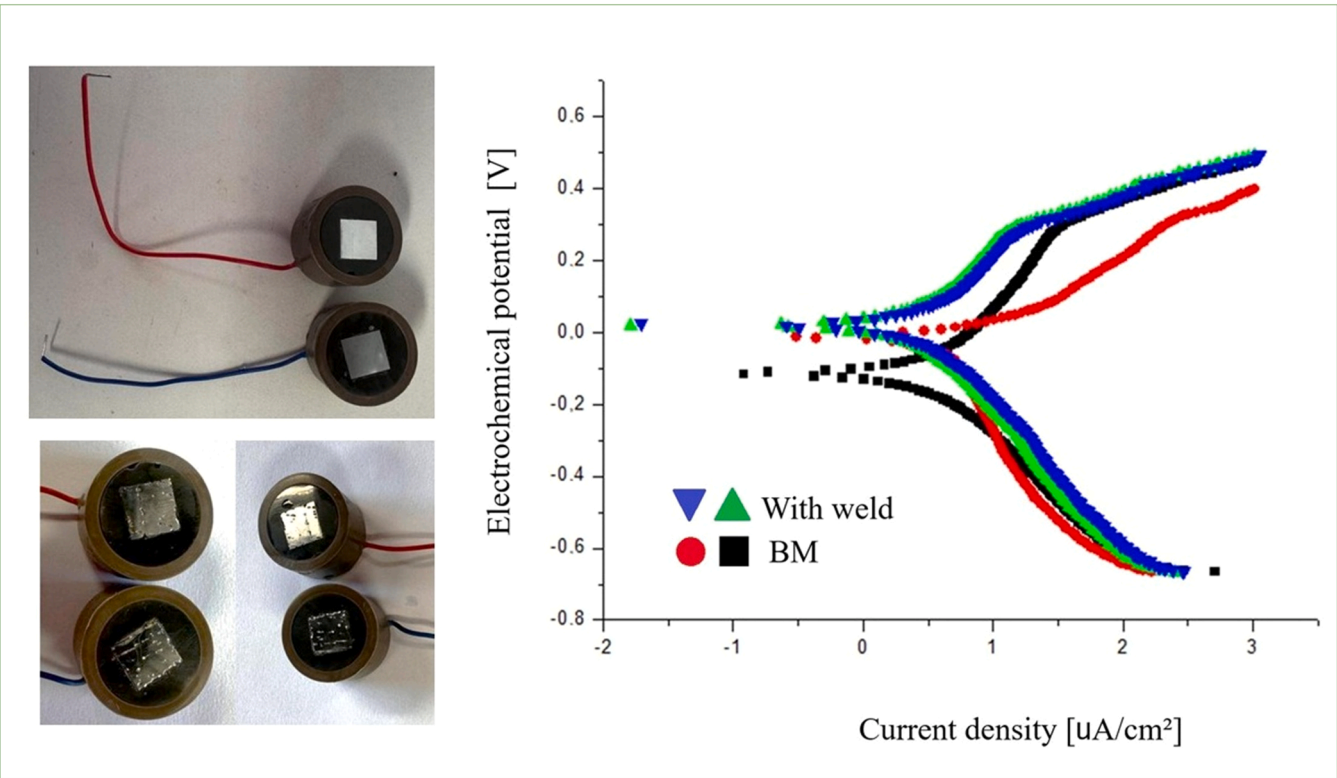 Electrochemical potential [V]
0.6
0.4
0.2
0.0
-0.2
-0.4
-0.6
-0.8
With weld
BM
-2 -1 0 1 2 3
Current density [uA/cm²]